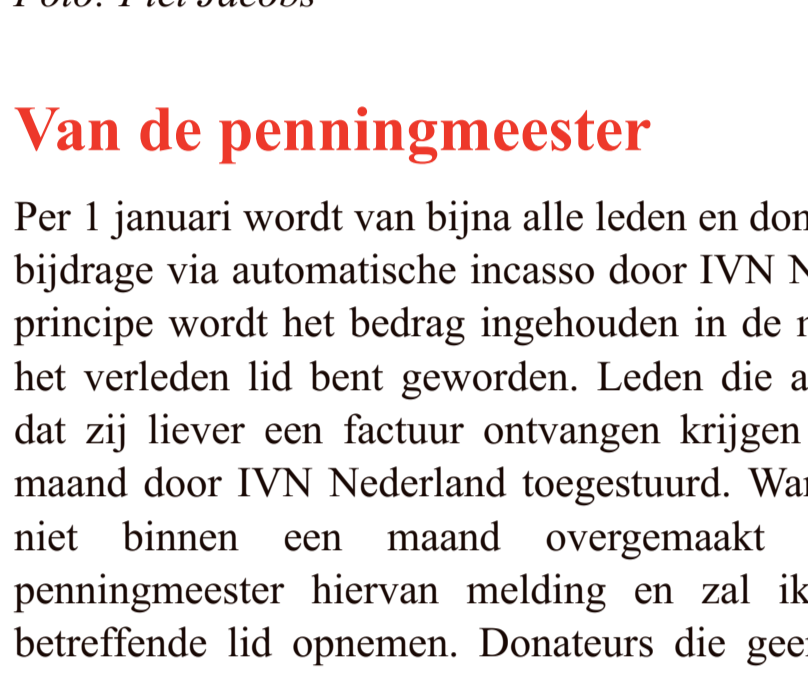 Foto: Piet Jacobs
Van de penningmeester
Per 1 januari wordt van bijna alle leden en
bijdrage via automatische incasso door IVN
principe wordt het bedrag ingehouden in de
het verleden lid bent geworden. Leden die
dat zij liever een factuur ontvangen krijgen
maand door IVN Nederland toegestuurd.
niet binnen een maand overgemaakt
penningmeester hiervan melding en zal ik
betreffende lid opnemen. Donateurs die